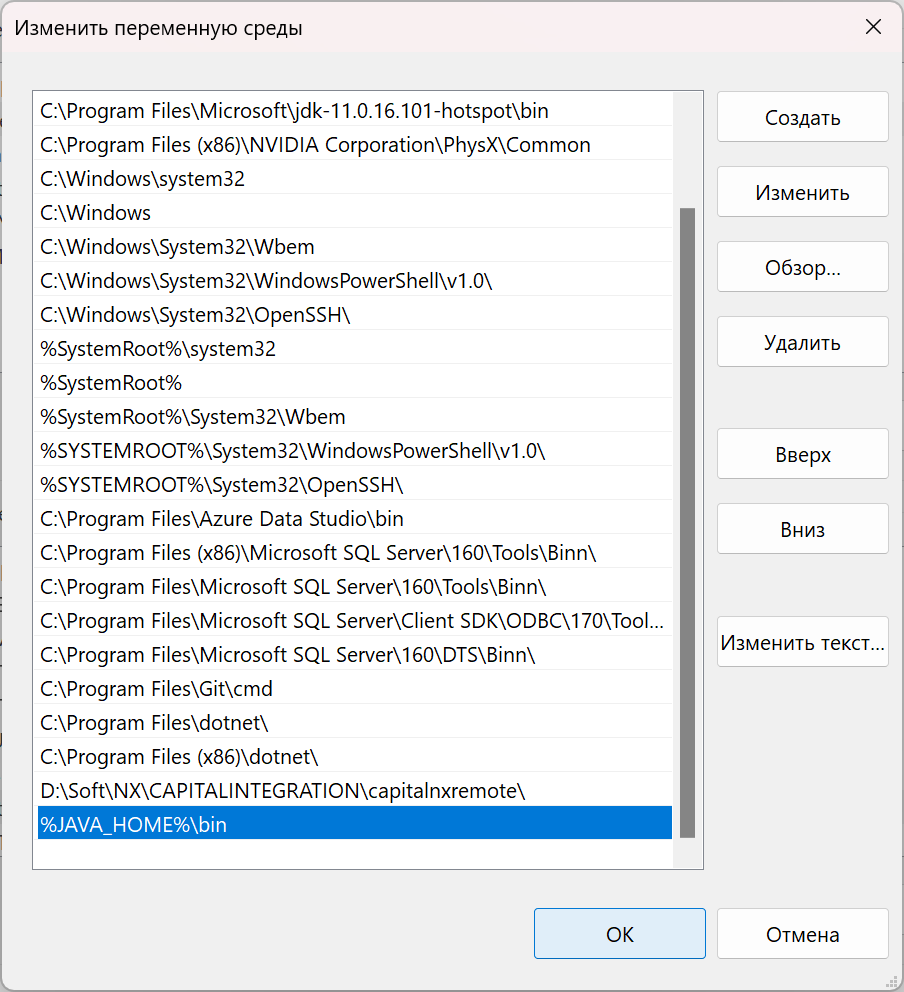 Изменить переменную среды
C:\Program Files\Microsoft\jdk-11.0.16.101-hotspot\bin
C:\Program Files (x86)\NVIDIA Corporation\PhysX\Common
C:\Windows\system32
C:\Windows
C:\Windows\System32\Wbem
C:\Windows\System32\WindowsPowerShell\v1.0\
C:\Windows\System32\OpenSSH\
%SystemRoot%\system32
%SystemRoot%
%SystemRoot%\System32\Wbem
%SYSTEMROOT%\System32\WindowsPowerShell\v1.0\
%SYSTEMROOT%\System32\OpenSSH\
C:\Program Files\Azure Data Studio\bin
C:\Program Files (x86)\Microsoft SQL Server\160\Tools\Binn\
C:\Program Files\Microsoft SQL Server\160\Tools\Binn\
C:\Program Files\Microsoft SQL Server\Client SDK\ODBC\170\Tool...
C:\Program Files\Microsoft SQL Server\160\DTS\Binn\
C:\Program Files\Git\cmd
C:\Program Files\dotnet\
C:\Program Files (x86)\dotnet\
D:\Soft\NX\CAPITALINTEGRATION\capitalnxremote\
%JAVA_HOME%\bin
Создать
Изменить
Обзор...
Удалить
Вверх
Вниз
Изменить текст...
ОК
Отмена